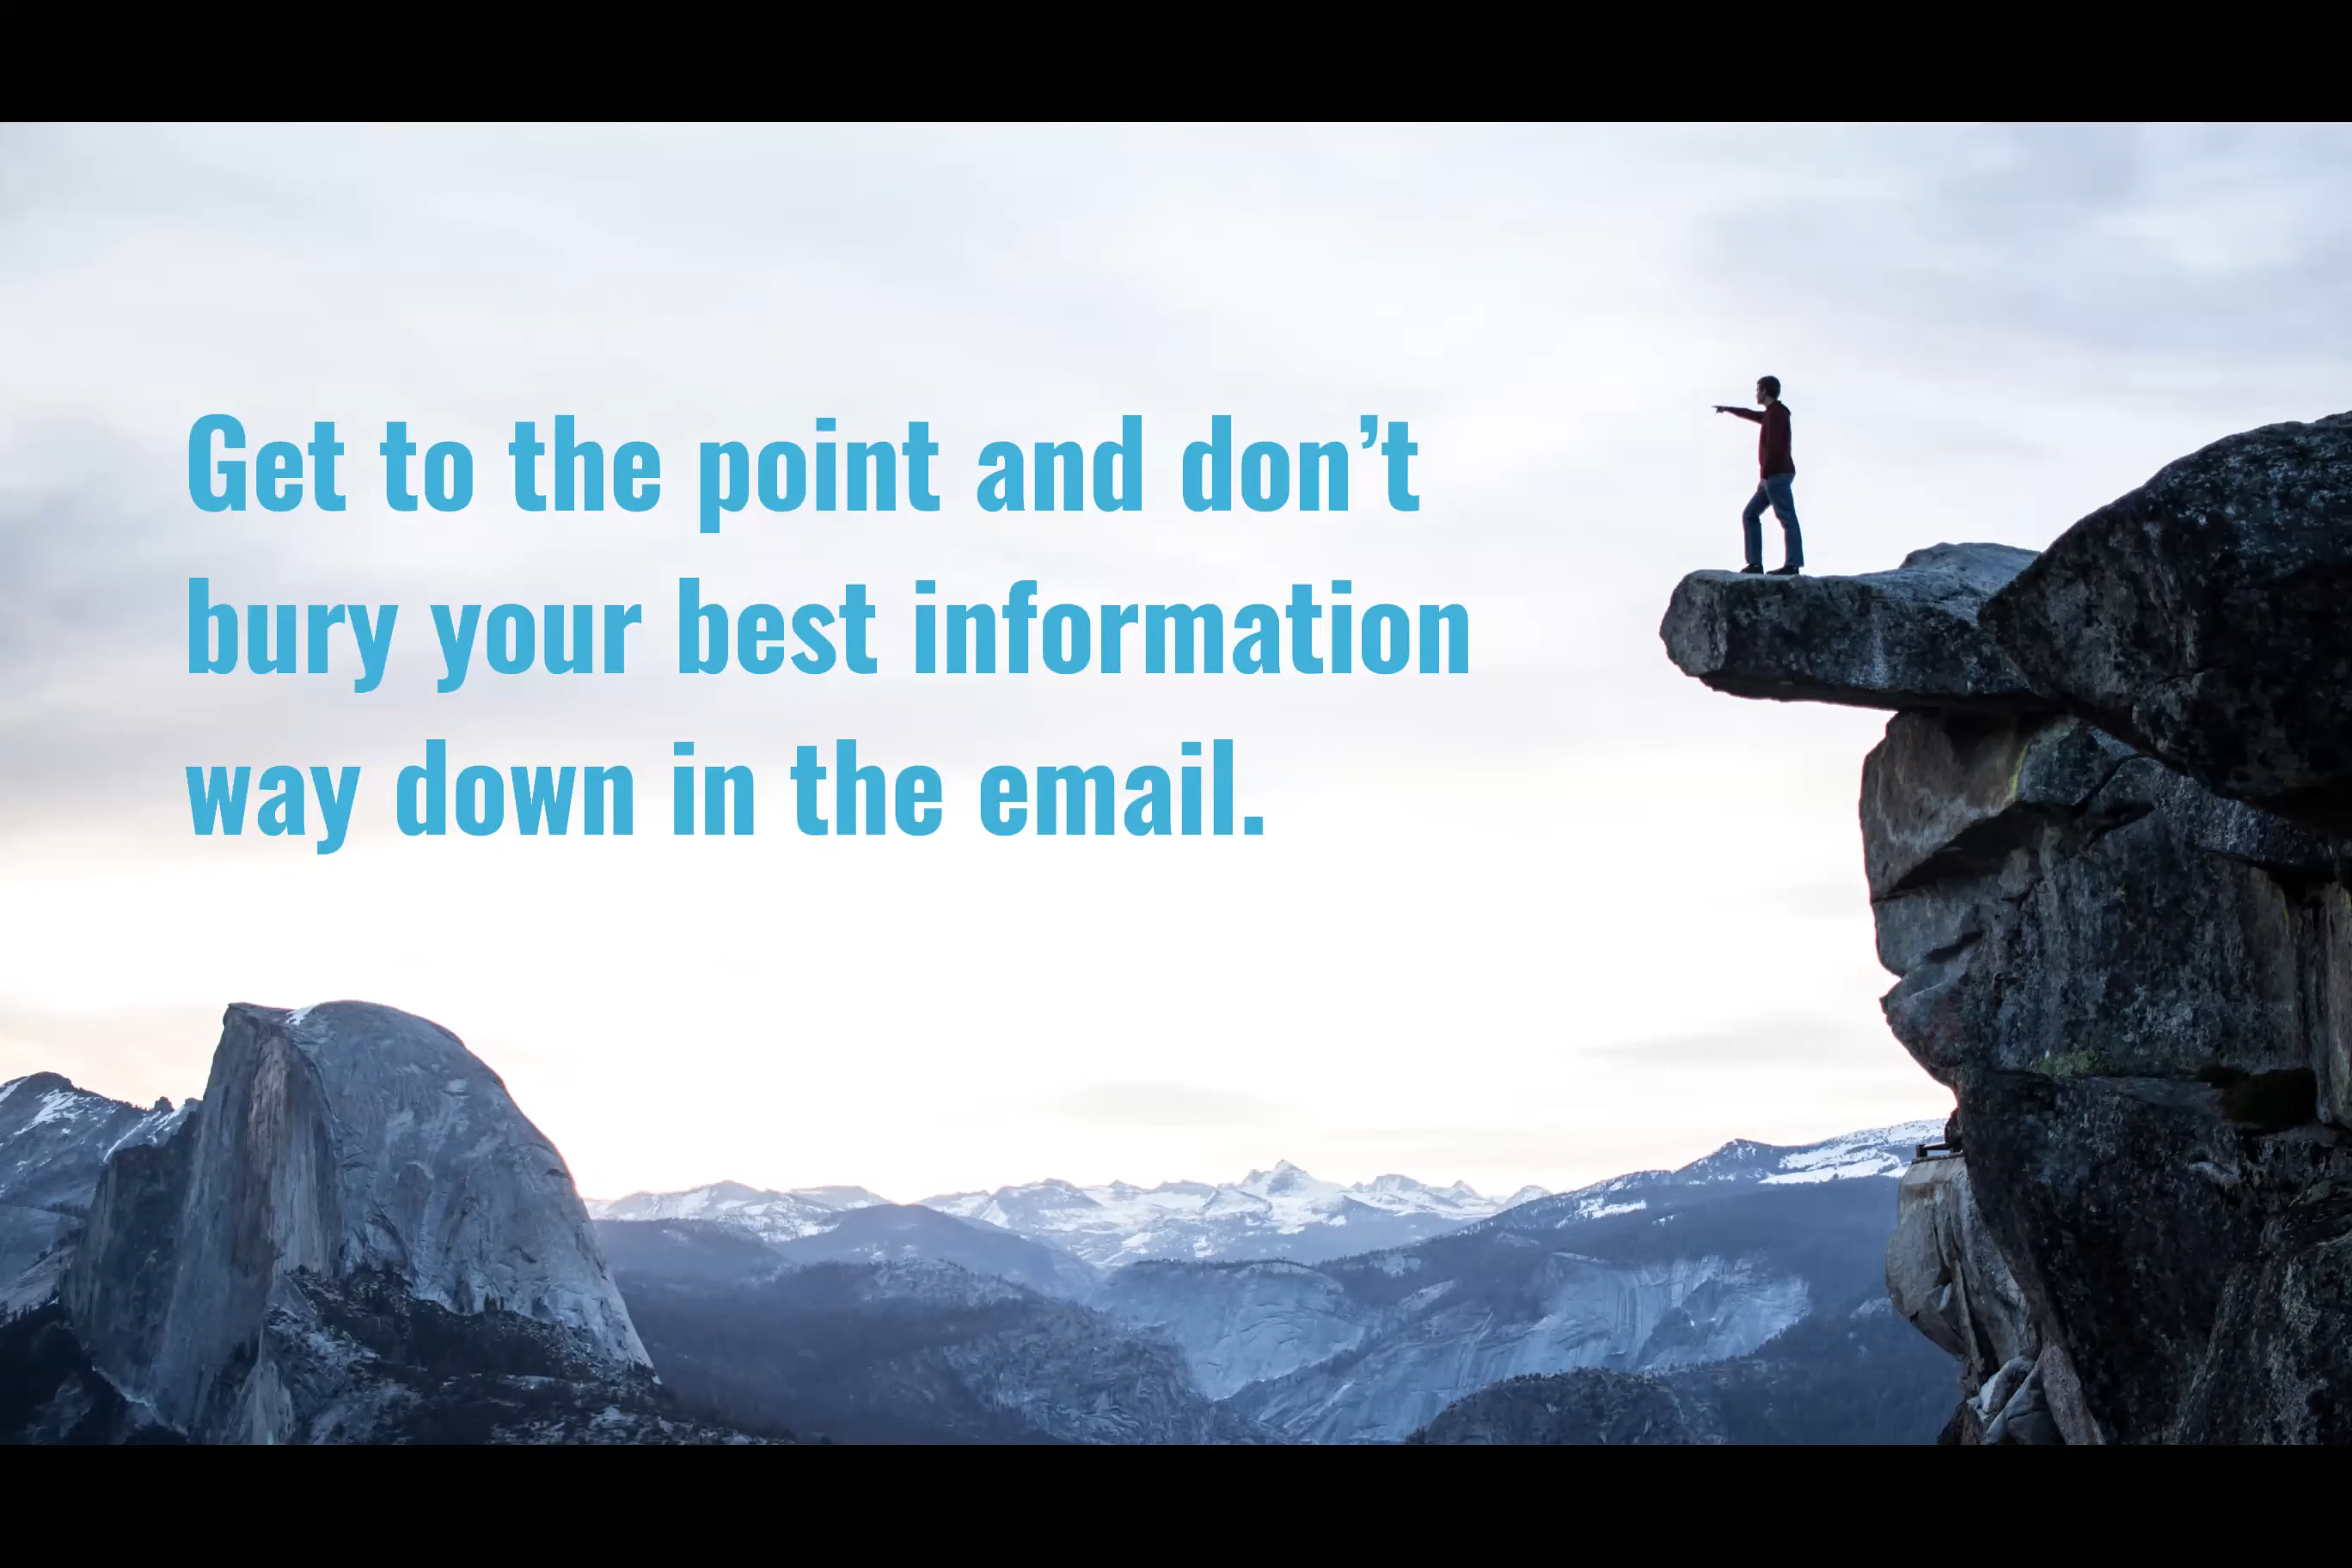 Get to the point and don’t
bury your best information
way down in the email.